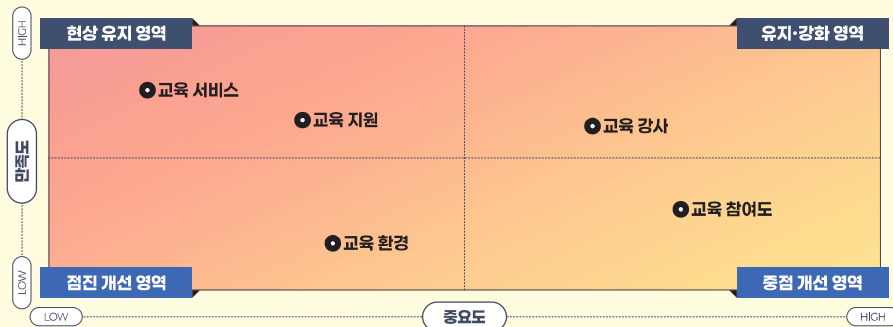 HIGH
현상 유지 영역
유지·강화 영역
교육 서비스
교육 지원
교육 강사
만족도
교육 참여도
교육 환경
LOW
점진 개선 영역
중점 개선 영역
LOW
중요도
HIGH